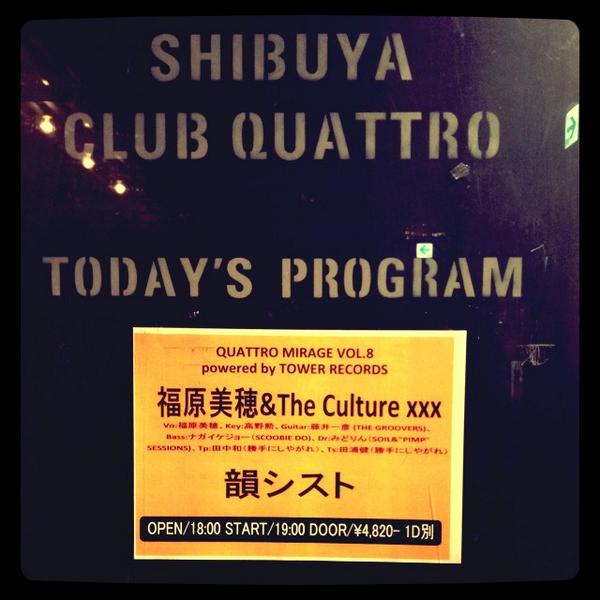 SHIBUYA
CLUB QUATTRO
TODAY'S PROGRAM
QUATTRO MIRAGE VOL.8
powered by TOWER RECORDS
福原美穂&The Culture xxx
Vo:福原美穂、Key:高野勲、Guitar:藤井一彦 (THE GROOVERS)、
Bass:ナガイケジョー(SCOOBIE DO)、Dr:みどりん(SOIL&"PIMP"
SESSIONS)、Tp:田中和(勝手にしやがれ)、Ts:田浦健(勝手にしやがれ)
韻シスト
OPEN/18:00 START/19:00 DOOR/¥4,820- 1D別